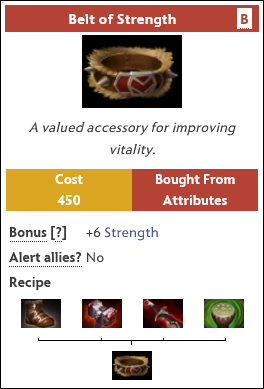 Belt of Strength B
A valued accessory for improving
vitality.
Cost Bought From
450 Attributes
Bonus [?] +6 Strength
Alert allies? No
Recipe